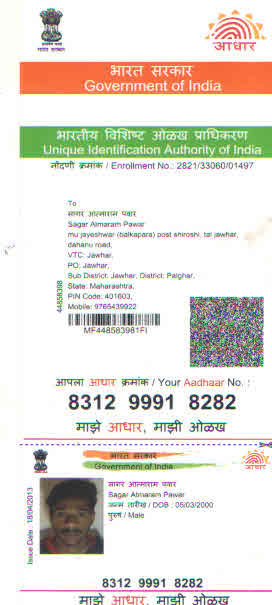 सत्यमेव जयते
भारत सरकार
आधार
भारत सरकार
Government of India
भारतीय विशिष्ट ओळख प्राधिकरण
Unique Identification Authority of India
नोंदणी क्रमांक / Enrollment No.: 2821/33060/01497
To
सागर आत्माराम पवार
Sagar Atmaram Pawar
mu jayeshwar (balkapara) post shiroshi, tal jawhar,
dahanu road,
VTC: Jawhar,
PO: Jawhar,
Sub District: Jawhar, District: Palghar,
State: Maharashtra,
PIN Code: 401603,
Mobile: 9765439922
44858398
MF448583981FI
आपला आधार क्रमांक / Your Aadhaar No. :
8312 9991 8282
माझे आधार, माझी ओळख
भारत सरकार
Government of India
आधार
Issue Date : 18/04/2013
सागर आत्माराम पवार
Sagar Atmaram Pawar
जन्म तारीख / DOB : 05/03/2000
पुरुष / Male
8312 9991 8282
माझे आधार, माझी ओळख